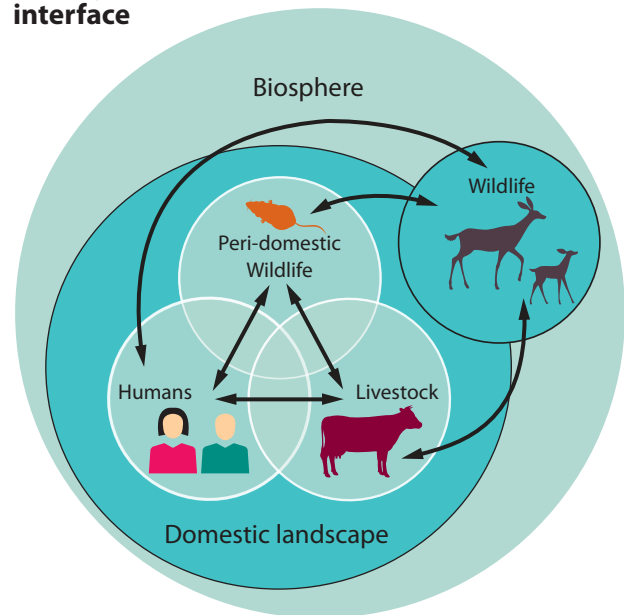 interface
Biosphere
Wildlife
Peri-domestic
Wildlife
Humans
Livestock
Domestic landscape